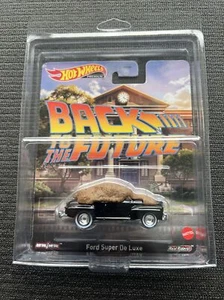 Hot Wheels
BACK
TO THE
FUTURE
Ford Super De Luxe